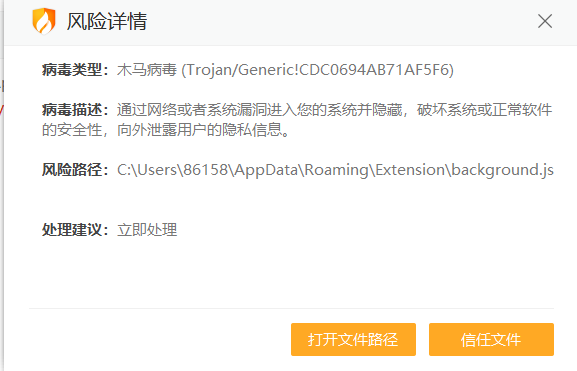 风险详情
病毒类型：木马病毒 (Trojan/Generic!CDC0694AB71AF5F6)
病毒描述：通过网络或者系统漏洞进入您的系统并隐藏，破坏系统或正常软件
的安全性，向外泄露用户的隐私信息。
风险路径：C:\Users\86158\AppData\Roaming\Extension\background.js
处理建议：立即处理
打开文件路径
信任文件